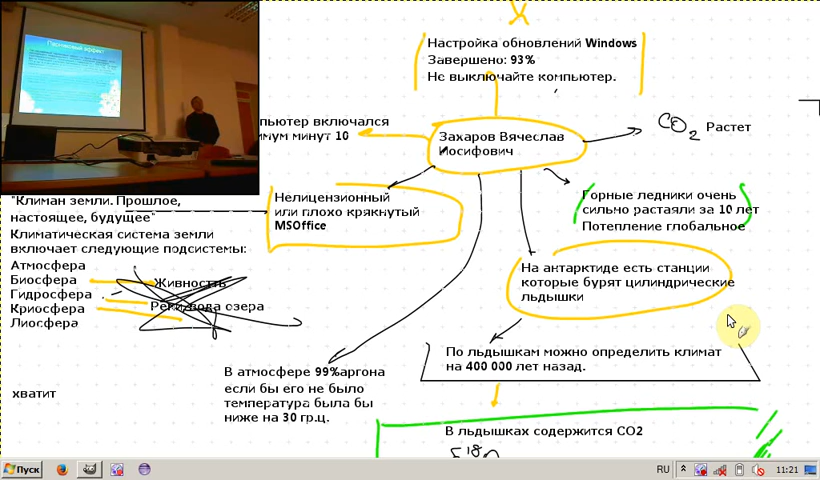 Парниковый эффект
Настройка обновлений Windows
Завершено: 93%
Не выключайте компьютер.
пьютер включался
имум минут 10
Захаров Вячеслав
Иосифович
CO2 Растет
"Климан земли. Прошлое,
настоящее, будущее"
Климатическая система земли
включает следующие подсистемы:
Атмосфера
Биосфера
Гидросфера
Криосфера
Лиосфера
Живность
Реки,вода озера
Нелицензионный
или глохо крякнутый
MSOffice
Горные ледники очень
сильно растаяли за 10 лет
Потепление глобальное
На антарктиде есть станции
которые бурят цилиндрические
льдышки
По льдышкам можно определить климат
на 400 000 лет назад.
В атмосфере 99%аргона
если бы его не было
температура была бы
ниже на 30 гр.ц.
хватит
В льдышках содержится СО2
Пуск
RU
11:21